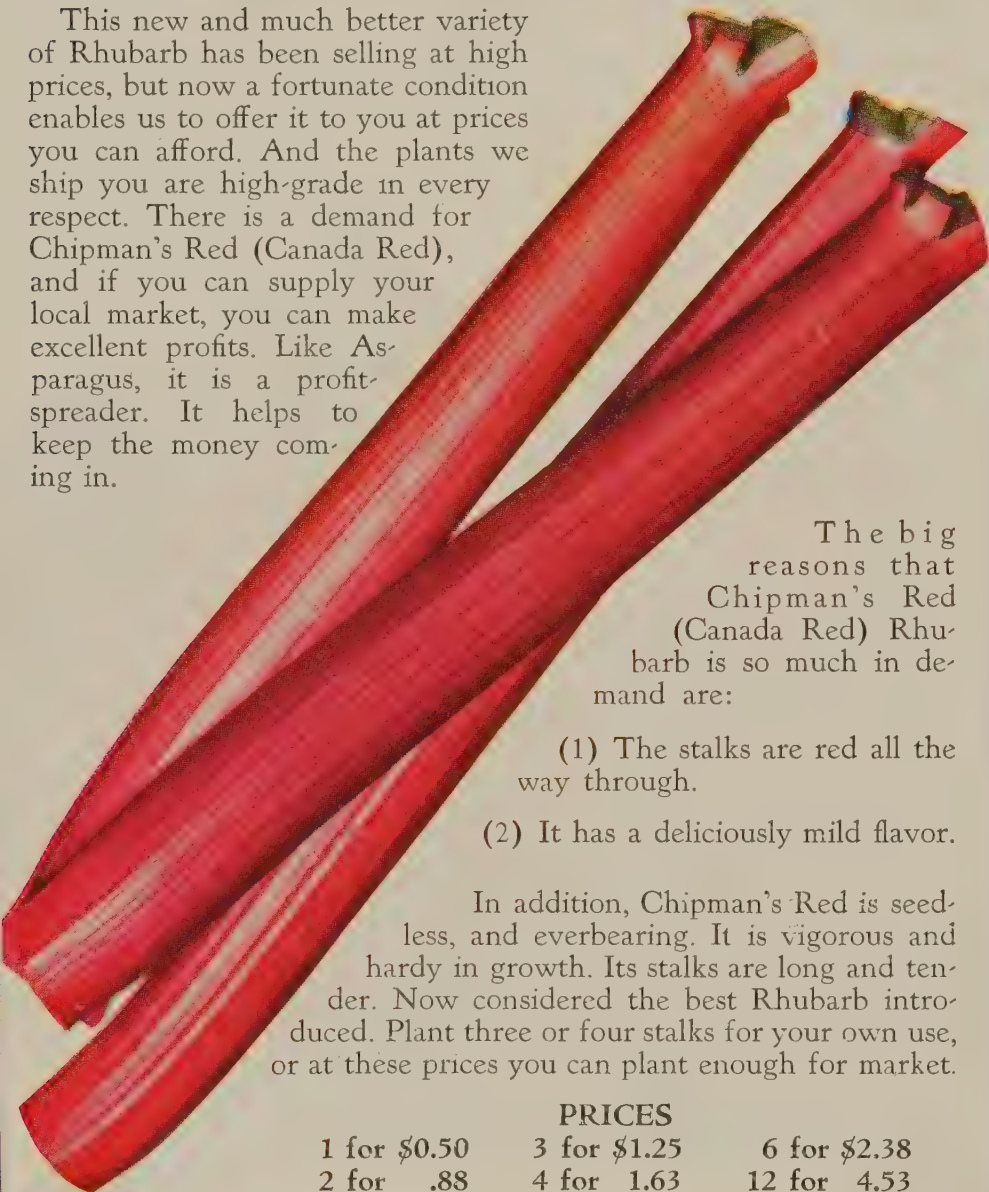 This new and much better variety
of Rhubarb has been selling at high
prices, but now a fortunate condition
enables us to offer it to you at prices
you can afford. And the plants we
ship you are high-grade in every
respect. There is a demand for
Chipman's Red (Canada Red),
and if you can supply your
local market, you can make
excellent profits. Like As-
paragus, it is a profit-
spreader. It helps to
keep the money com-
ing in.
The big
reasons that
Chipman's Red
(Canada Red) Rhu-
barb is so much in de-
mand are:
(1) The stalks are red all the
way through.
(2) It has a deliciously mild flavor.
In addition, Chipman's Red is seed-
less, and everbearing. It is vigorous and
hardy in growth. Its stalks are long and ten-
der. Now considered the best Rhubarb intro-
duced. Plant three or four stalks for your own use,
or at these prices you can plant enough for market.
PRICES
1 for $0.50 3 for $1.25 6 for $2.38
2 for .88 4 for 1.63 12 for 4.53